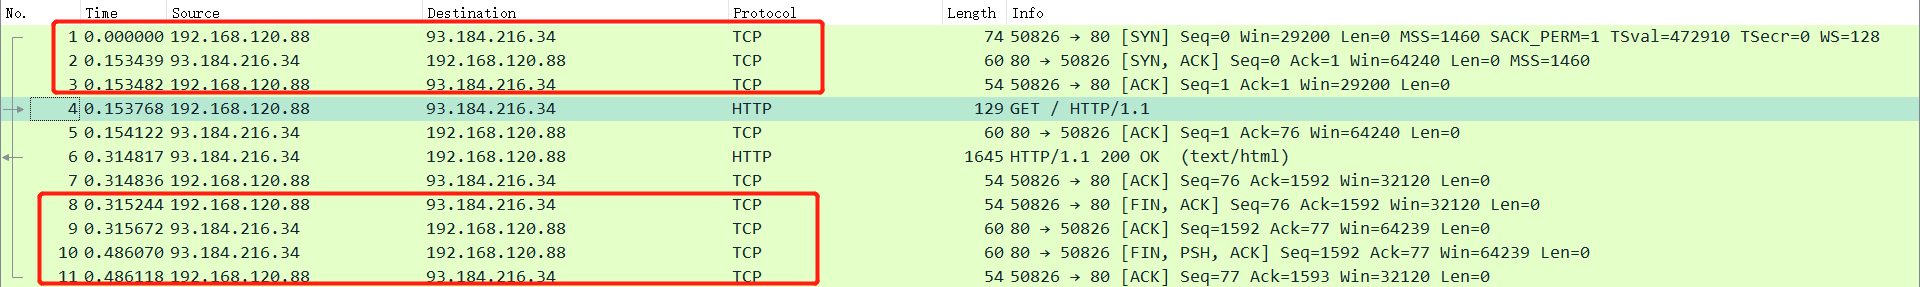 No. Time Source Destination Protocol Length Info
1 0.000000 192.168.120.88 93.184.216.34 TCP 74 50826 → 80 [SYN] Seq=0 Win=29200 Len=0 MSS=1460 SACK_PERM=1 TSval=472910 TSecr=0 WS=128
2 0.153439 93.184.216.34 192.168.120.88 TCP 60 80 → 50826 [SYN, ACK] Seq=0 Ack=1 Win=64240 Len=0 MSS=1460
3 0.153482 192.168.120.88 93.184.216.34 TCP 54 50826 → 80 [ACK] Seq=1 Ack=1 Win=29200 Len=0
4 0.153768 192.168.120.88 93.184.216.34 HTTP 129 GET / HTTP/1.1
5 0.154122 93.184.216.34 192.168.120.88 TCP 60 80 → 50826 [ACK] Seq=1 Ack=76 Win=64240 Len=0
6 0.314817 93.184.216.34 192.168.120.88 HTTP 1645 HTTP/1.1 200 OK (text/html)
7 0.314836 192.168.120.88 93.184.216.34 TCP 54 50826 → 80 [ACK] Seq=76 Ack=1592 Win=32120 Len=0
8 0.315244 192.168.120.88 93.184.216.34 TCP 54 50826 → 80 [FIN, ACK] Seq=76 Ack=1592 Win=32120 Len=0
9 0.315672 93.184.216.34 192.168.120.88 TCP 60 80 → 50826 [ACK] Seq=1592 Ack=77 Win=64239 Len=0
10 0.486070 93.184.216.34 192.168.120.88 TCP 60 80 → 50826 [FIN, PSH, ACK] Seq=1592 Ack=77 Win=64239 Len=0
11 0.486118 192.168.120.88 93.184.216.34 TCP 54 50826 → 80 [ACK] Seq=77 Ack=1593 Win=32120 Len=0